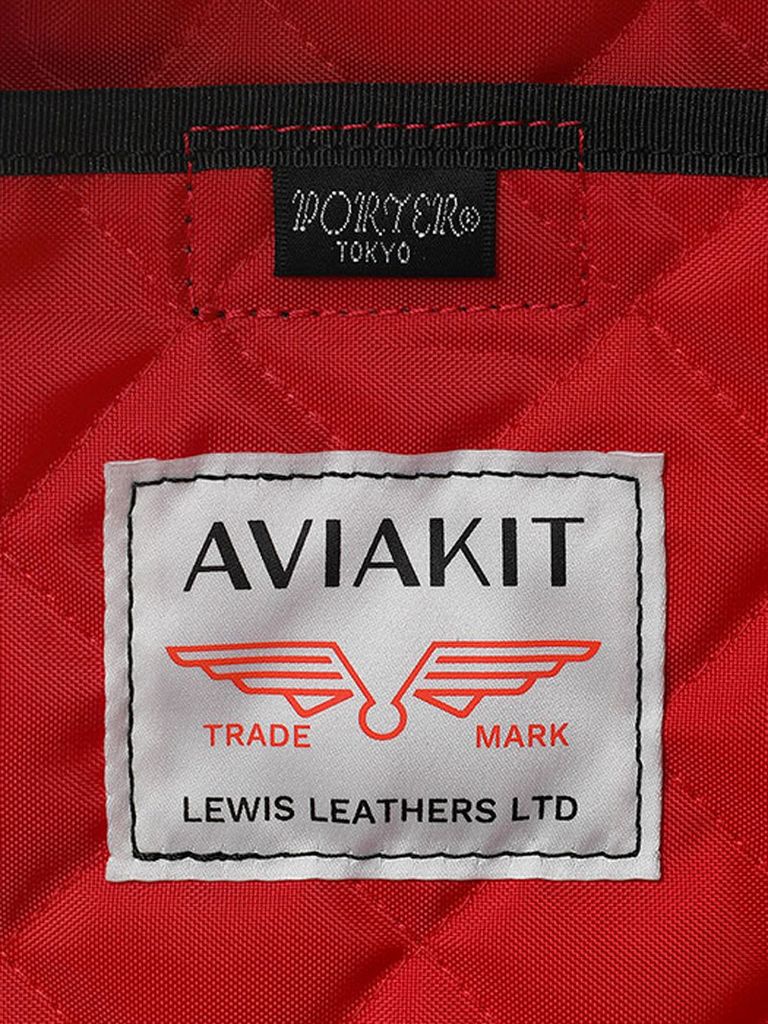 PORTER®
TOKYO
AVIAKIT
TRADE MARK
LEWIS LEATHERS LTD